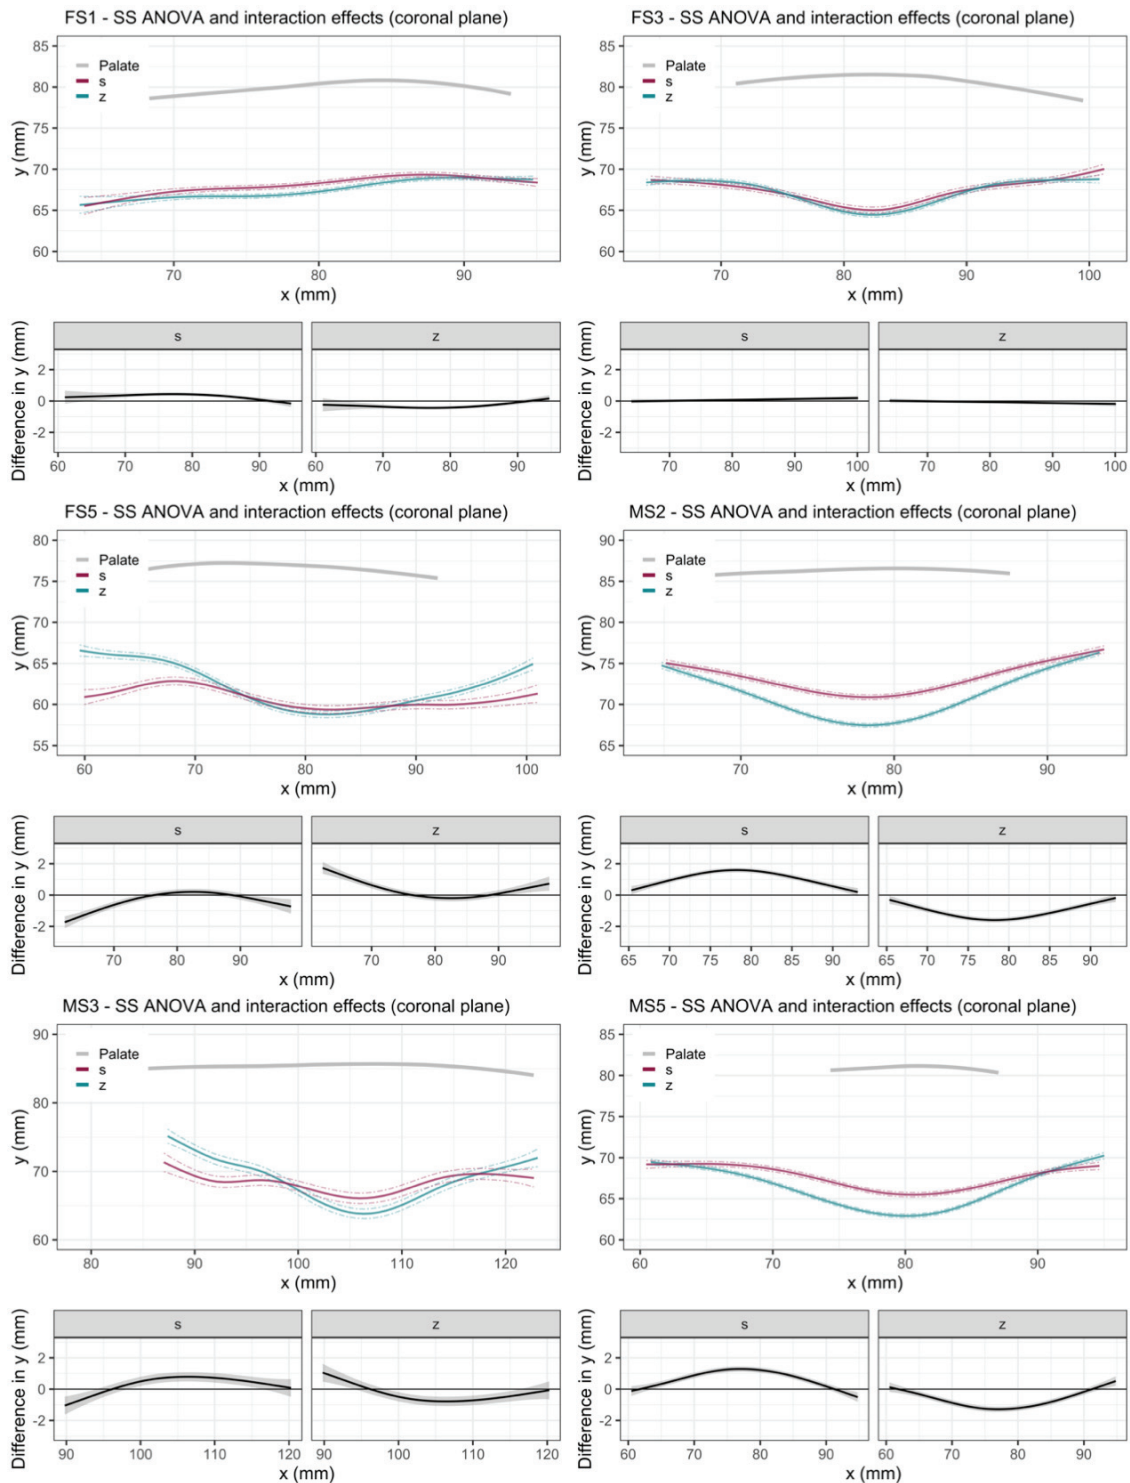 FS1 - SS ANOVA and interaction effects (coronal plane)
85
80
75
70
65
60
y (mm)
Palate
s
z
70 80 90
x (mm)
s z
Difference in y (mm)
2
0
-2
60 70 80 90 60 70 80 90
x (mm)
FS3 - SS ANOVA and interaction effects (coronal plane)
85
80
75
70
65
60
y (mm)
Palate
s
z
70 80 90 100
x (mm)
s z
Difference in y (mm)
2
0
-2
70 80 90 100 70 80 90 100
x (mm)
FS5 - SS ANOVA and interaction effects (coronal plane)
80
75
70
65
60
55
y (mm)
Palate
s
z
60 70 80 90 100
x (mm)
s z
Difference in y (mm)
2
0
-2
70 80 90 70 80 90
x (mm)
MS2 - SS ANOVA and interaction effects (coronal plane)
90
85
80
75
70
65
y (mm)
Palate
s
z
70 80 90
x (mm)
s z
Difference in y (mm)
2
0
-2
65 70 75 80 85 90 65 70 75 80 85 90
x (mm)
MS3 - SS ANOVA and interaction effects (coronal plane)
90
80
70
60
y (mm)
Palate
s
z
80 90 100 110 120
x (mm)
s z
Difference in y (mm)
2
0
-2
90 100 110 120 90 100 110 120
x (mm)
MS5 - SS ANOVA and interaction effects (coronal plane)
85
80
75
70
65
60
y (mm)
Palate
s
z
60 70 80 90
x (mm)
s z
Difference in y (mm)
2
0
-2
60 70 80 90 60 70 80 90
x (mm)